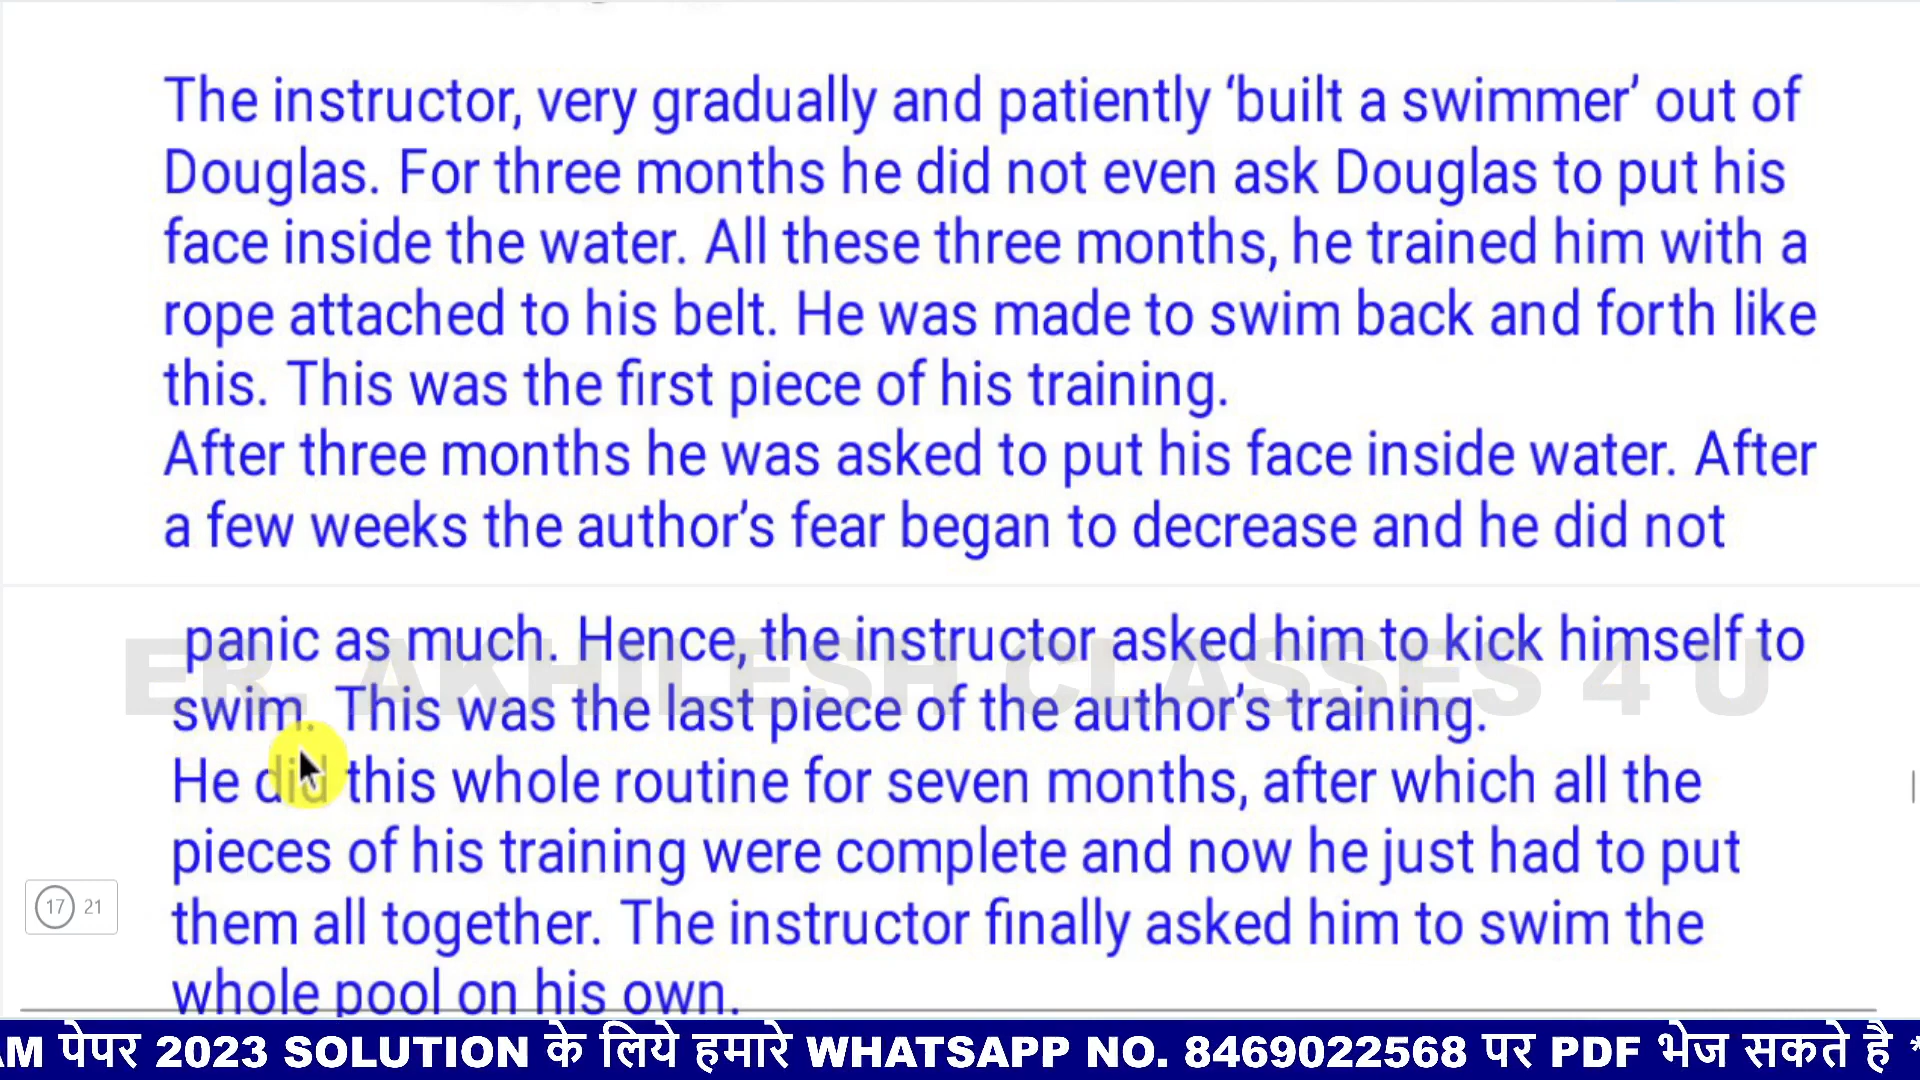 The instructor, very gradually and patiently ‘built a swimmer’ out of
Douglas. For three months he did not even ask Douglas to put his
face inside the water. All these three months, he trained him with a
rope attached to his belt. He was made to swim back and forth like
this. This was the first piece of his training.
After three months he was asked to put his face inside water. After
a few weeks the author’s fear began to decrease and he did not
panic as much. Hence, the instructor asked him to kick himself to
ER. AKHILESH CLASSES 4 U
swim. This was the last piece of the author’s training.
He did this whole routine for seven months, after which all the
pieces of his training were complete and now he just had to put
17 21
them all together. The instructor finally asked him to swim the
whole pool on his own.
AM पेपर 2023 SOLUTION के लिये हमारे WHATSAPP NO. 8469022568 पर PDF भेज सकते है *